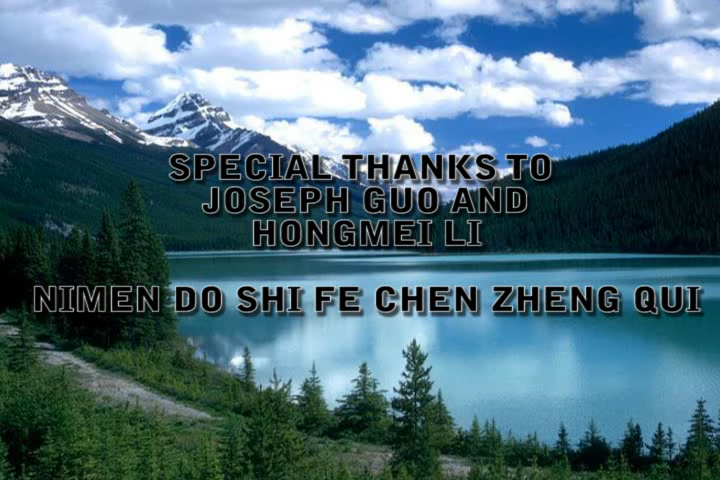 SPECIAL THANKS TO
JOSEPH GUO AND
HONGMEI LI
NIMEN DO SHI FE CHEN ZHENG QUI